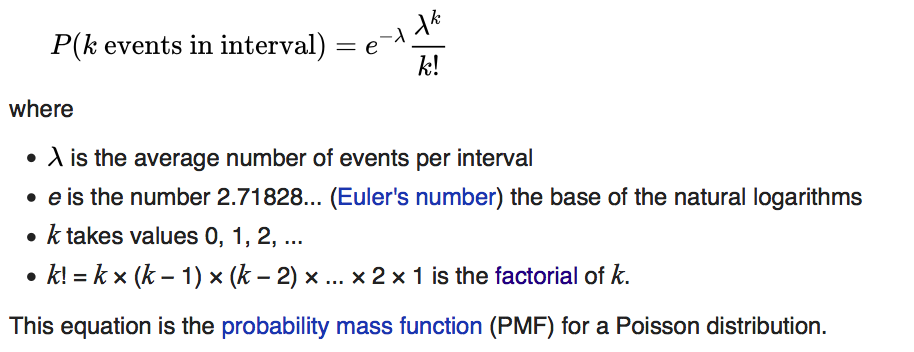 P(k events in interval) = e^{-λ} \frac{λ^k}{k!}
where
• λ is the average number of events per interval
• e is the number 2.71828... (Euler's number) the base of the natural logarithms
• k takes values 0, 1, 2, ...
• k! = k × (k − 1) × (k − 2) × ... × 2 × 1 is the factorial of k.
This equation is the probability mass function (PMF) for a Poisson distribution.